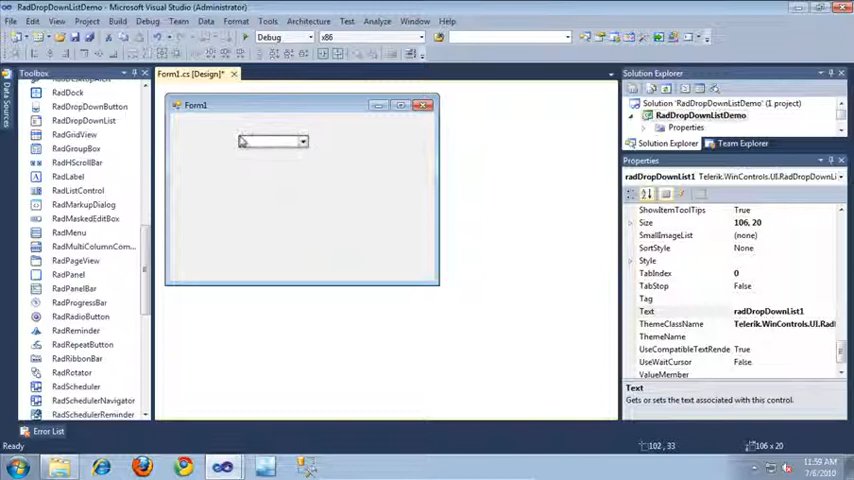 RadDropDownListDemo - Microsoft Visual Studio (Administrator)
File Edit View Project Build Debug Team Data Format Tools Architecture Test Analyze Window Help
Debug x86
Data Sources
Toolbox
RadDock
RadDropDownButton
RadDropDownList
RadGridView
RadGroupBox
RadHScrollBar
RadLabel
RadListControl
RadMarkupDialog
RadMaskedEditBox
RadMenu
RadMultiColumnCom...
RadPageView
RadPanel
RadPanelBar
RadProgressBar
RadRadioButton
RadReminder
RadRepeatButton
RadRibbonBar
RadRotator
RadScheduler
RadSchedulerNavigator
RadSchedulerReminder
Form1.cs [Design]*
Form1
Solution Explorer
Solution 'RadDropDownListDemo' (1 project)
RadDropDownListDemo
Properties
Solution Explorer Team Explorer
Properties
radDropDownList1 Telerik.WinControls.UI.RadDropDownLi
ShowItemToolTips True
Size 106, 20
SmallImageList (none)
SortStyle None
Style
TabIndex 0
TabStop False
Tag
Text radDropDownList1
ThemeClassName Telerik.WinControls.UI.Rad
ThemeName
UseCompatibleTextRende True
UseWaitCursor False
ValueMember
Text
Gets or sets the text associated with this control.
Error List
Ready 102 , 33 106 x 20
11:59 AM
7/6/2010